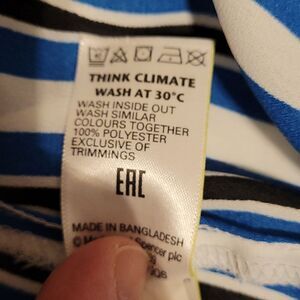 THINK CLIMATE
WASH AT 30°C
WASH INSIDE OUT
WASH SIMILAR
COLOURS TOGETHER
100% POLYESTER
EXCLUSIVE OF
TRIMMINGS
EAC
MADE IN BANGLADESH
© Spencer plc